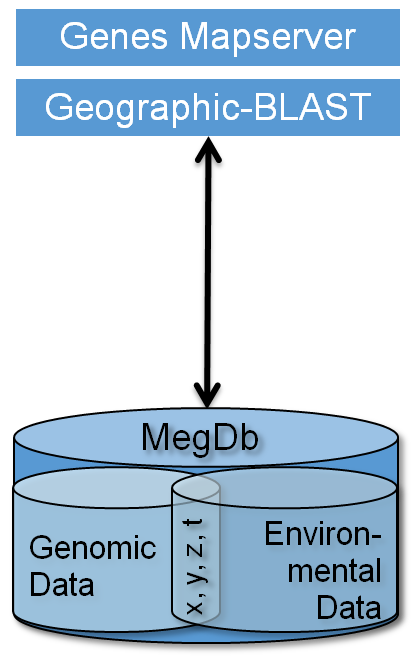 Genes Mapserver
Geographic-BLAST
MegDb
Genomic
Data
x, y, z, t
Environ-
mental
Data